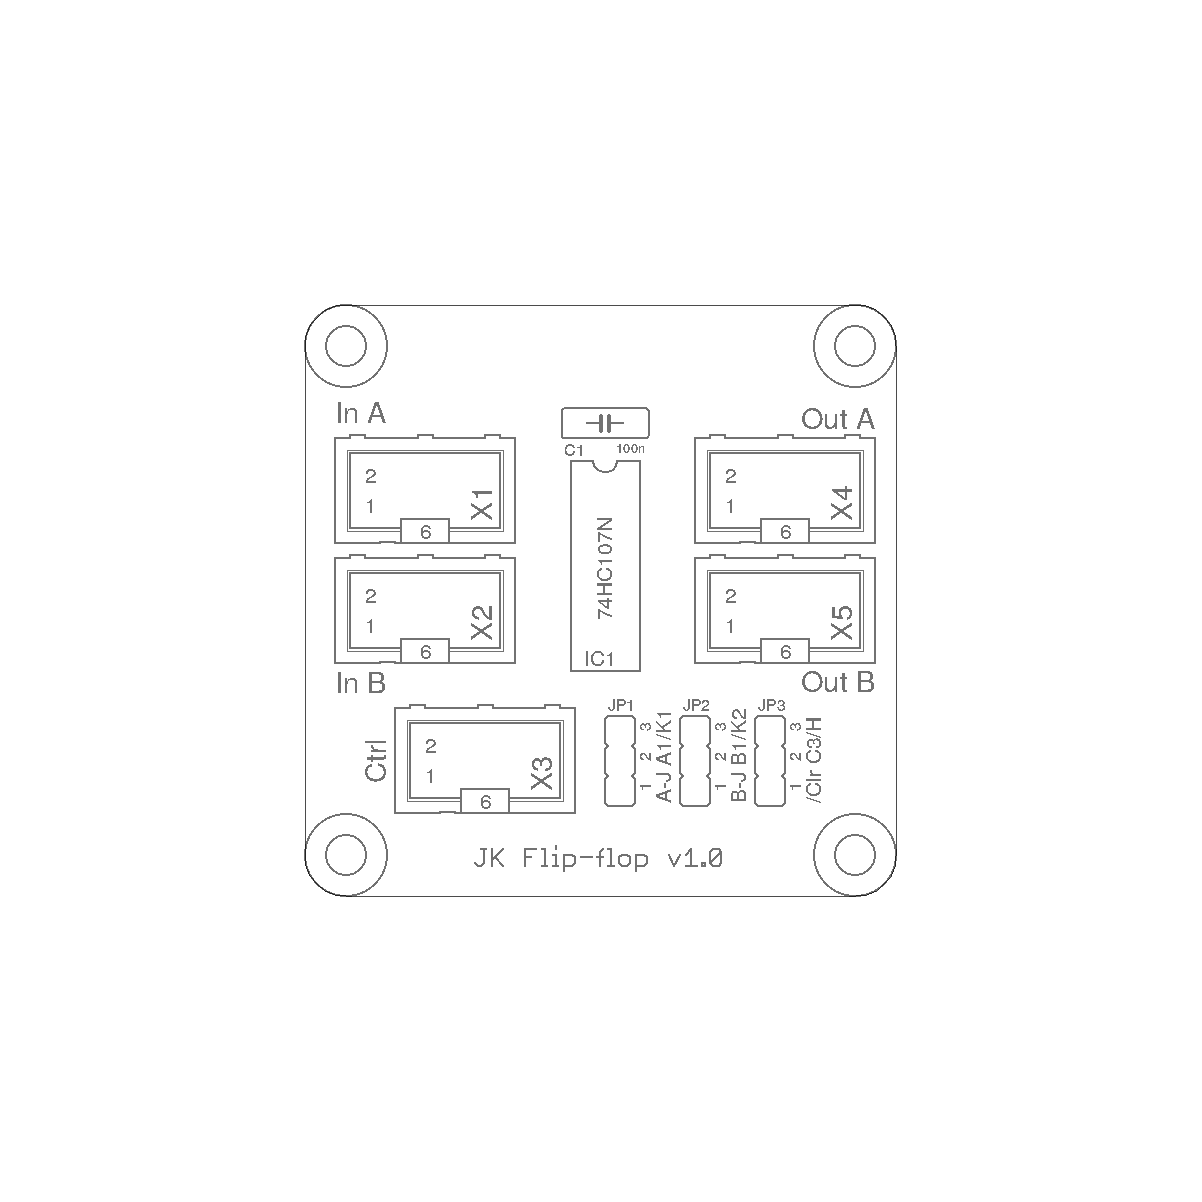 In A
Out A
C1 100n
2
1
X1
6
74HC107N
IC1
2
1
X4
6
2
1
X2
6
2
1
X5
6
In B
Out B
Ctrl
2
1
X3
6
JP1
1 2 3
A-J A1/K1
JP2
1 2 3
B-J B1/K2
JP3
1 2 3
/Clr C3/H
JK Flip-flop v1.0